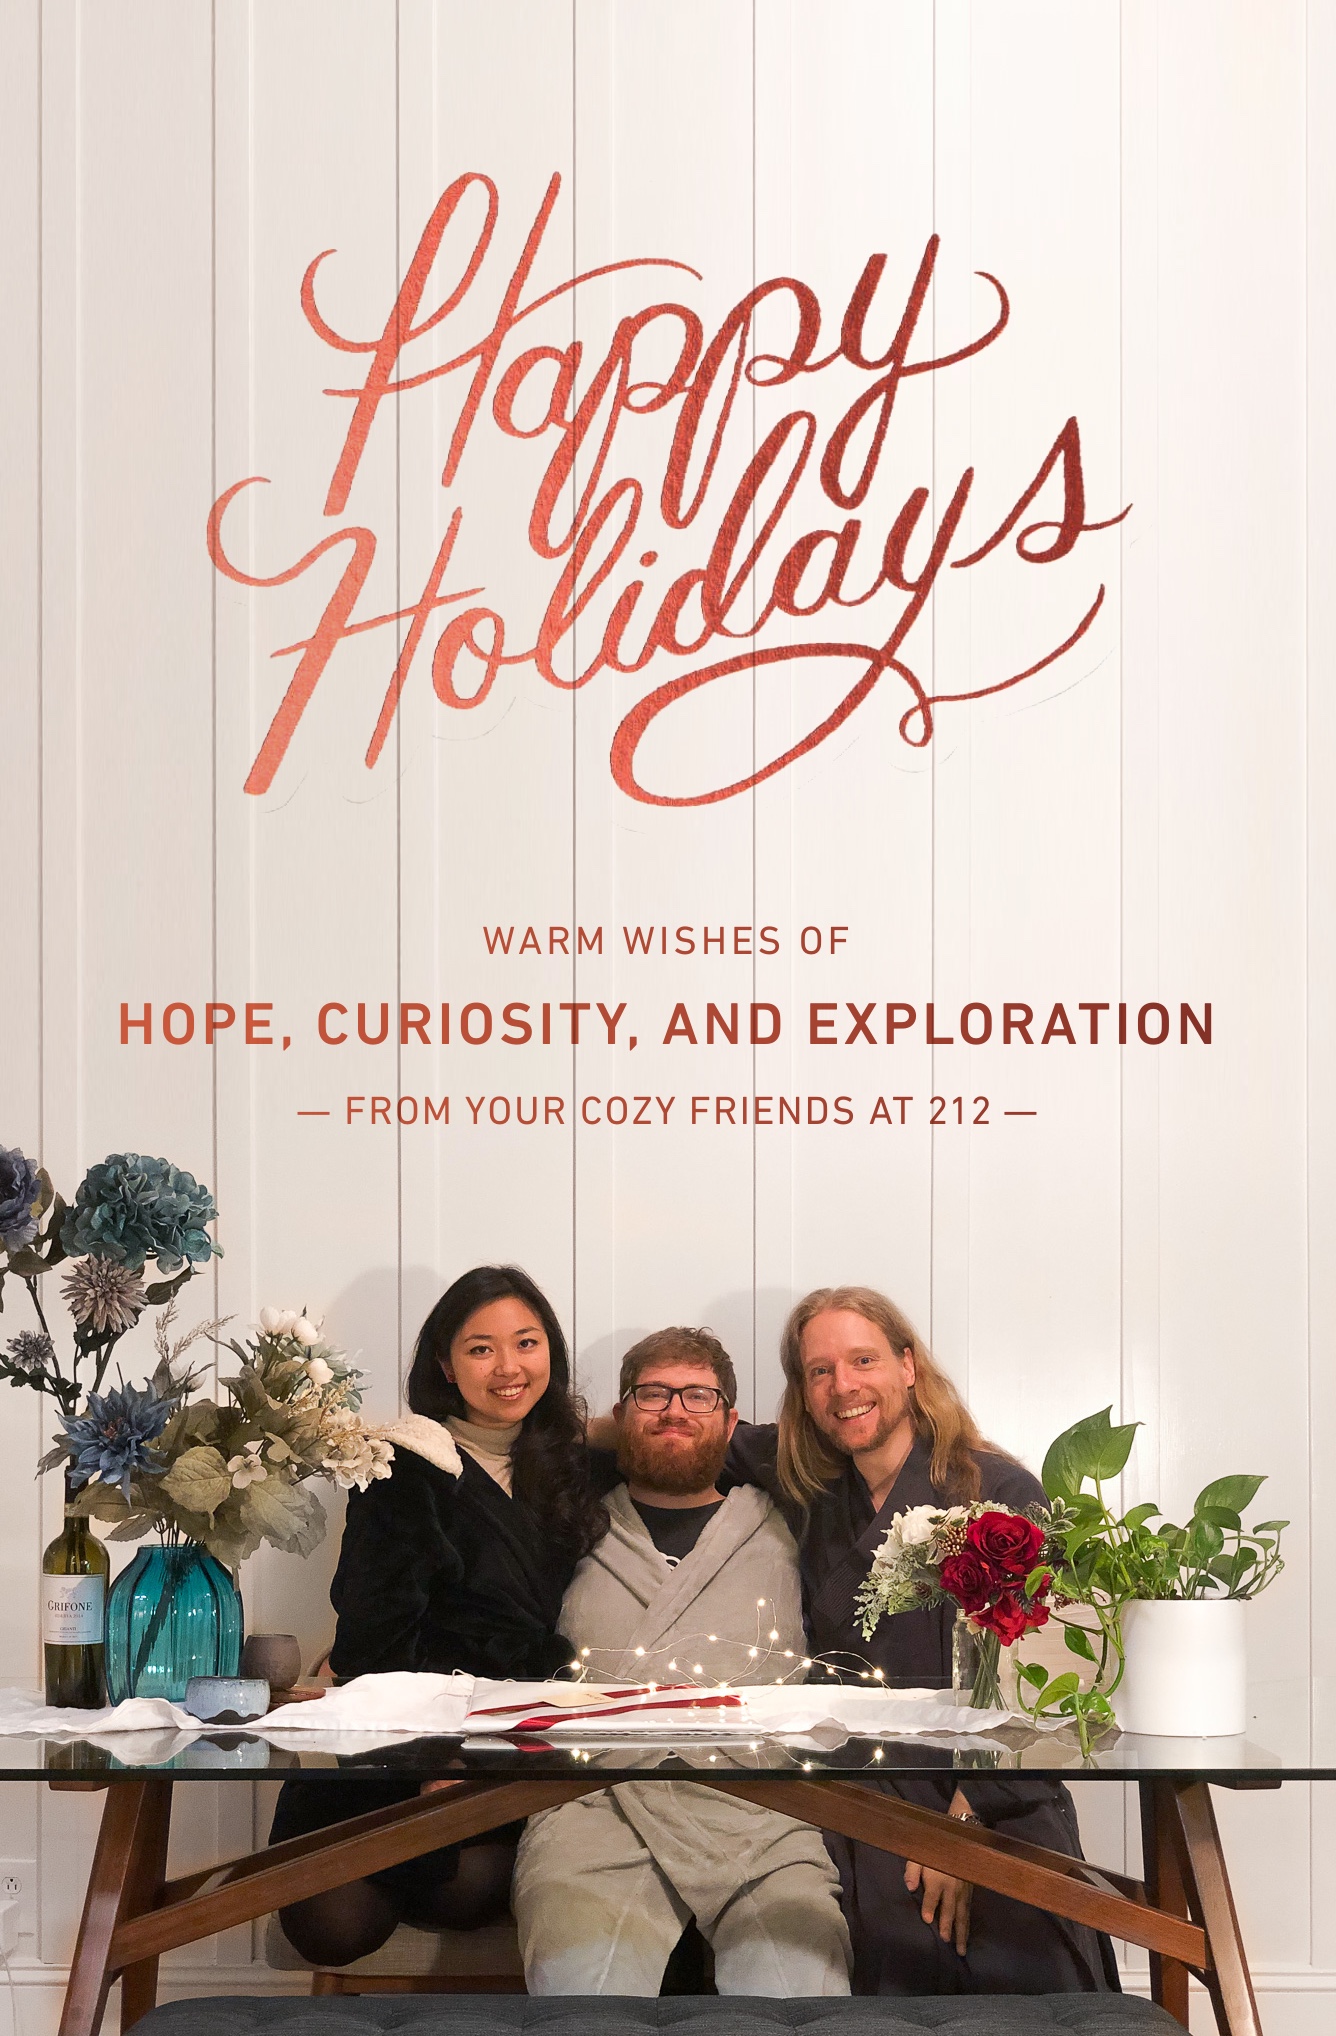 Happy
Holidays
WARM WISHES OF
HOPE, CURIOSITY, AND EXPLORATION
— FROM YOUR COZY FRIENDS AT 212 —
GRIFONE